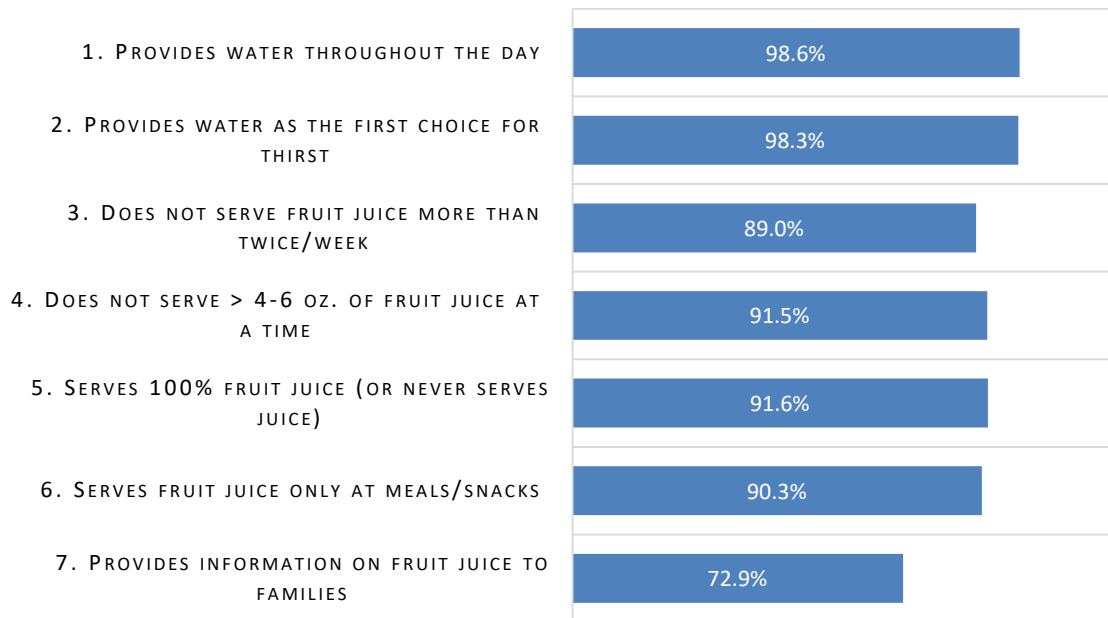 1. Provides water throughout the day
98.6%
2. Provides water as the first choice for
thirst
98.3%
3. Does not serve fruit juice more than
twice/week
89.0%
4. Does not serve > 4-6 oz. of fruit juice at
a time
91.5%
5. Serves 100% fruit juice (or never serves
juice)
91.6%
6. Serves fruit juice only at meals/snacks
90.3%
7. Provides information on fruit juice to
families
72.9%